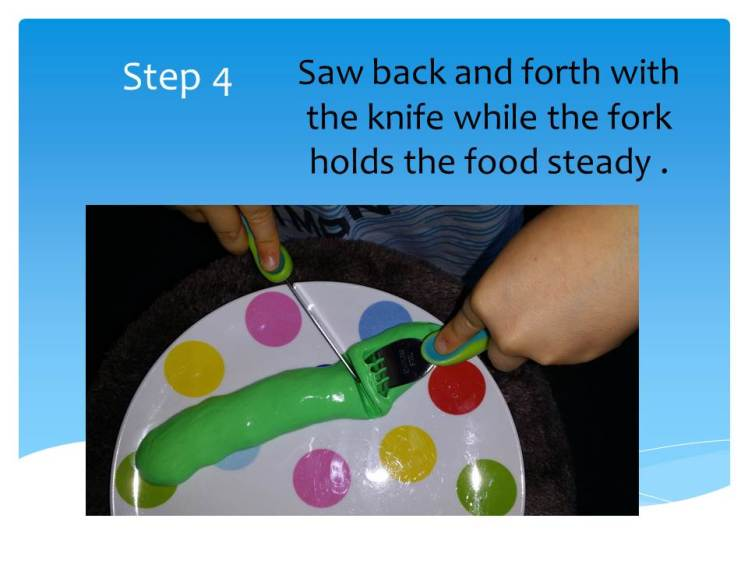 Step 4
Saw back and forth with
the knife while the fork
holds the food steady .